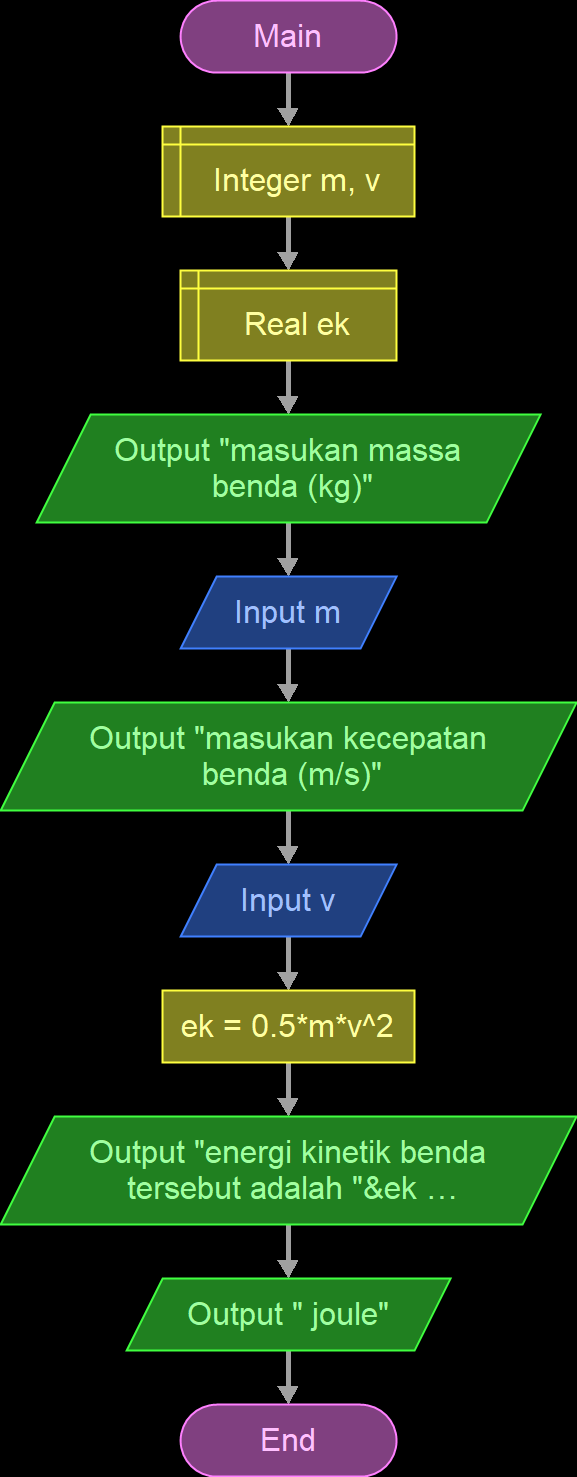 Main
Integer m, v
Real ek
Output "masukan massa
benda (kg)"
Input m
Output "masukan kecepatan
benda (m/s)"
Input v
ek = 0.5*m*v^2
Output "energi kinetik benda
tersebut adalah "&ek …
Output " joule"
End